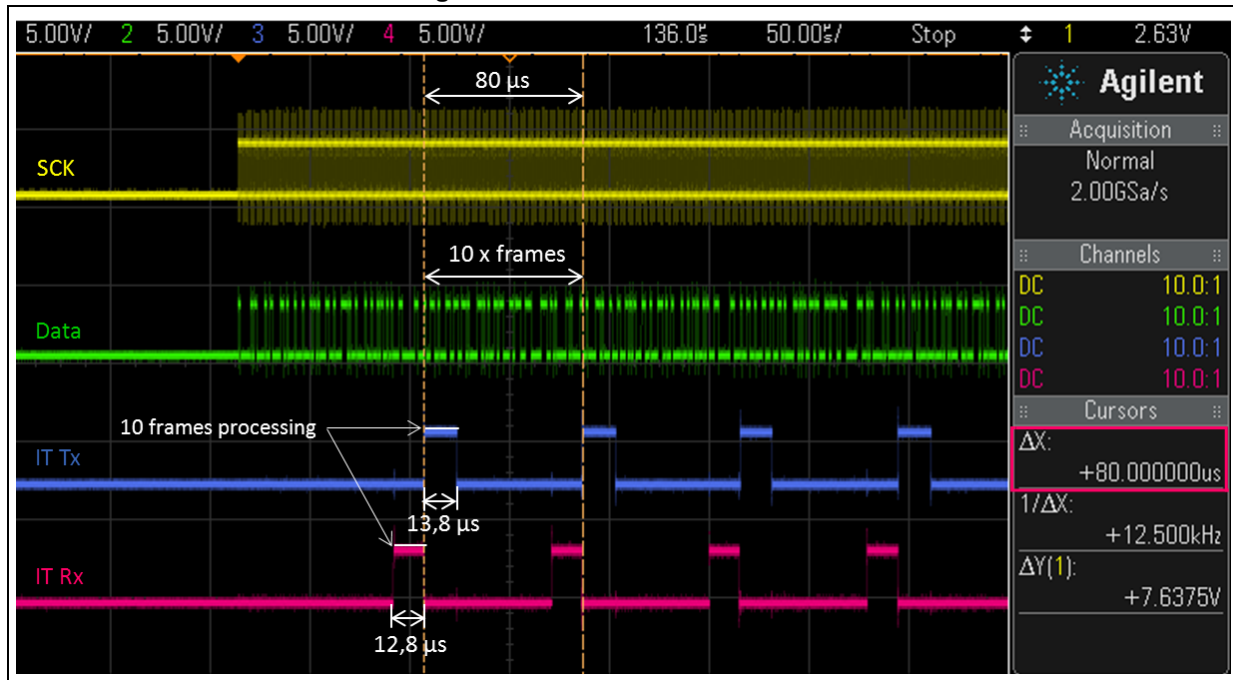 5.00V/ 2 5.00V/ 3 5.00V/ 4 5.00V/ 136.0s 50.00s/ Stop 1 2.63V
Agilent
80 µs
Acquisition
Normal
2.00GSa/s
SCK
10 x frames
Channels
DC 10.0:1
DC 10.0:1
DC 10.0:1
DC 10.0:1
Data
Cursors
10 frames processing
ΔX:
+80.000000us
IT Tx
1/ΔX:
+12.500kHz
13,8 µs
ΔY(1):
+7.6375V
IT Rx
12,8 µs